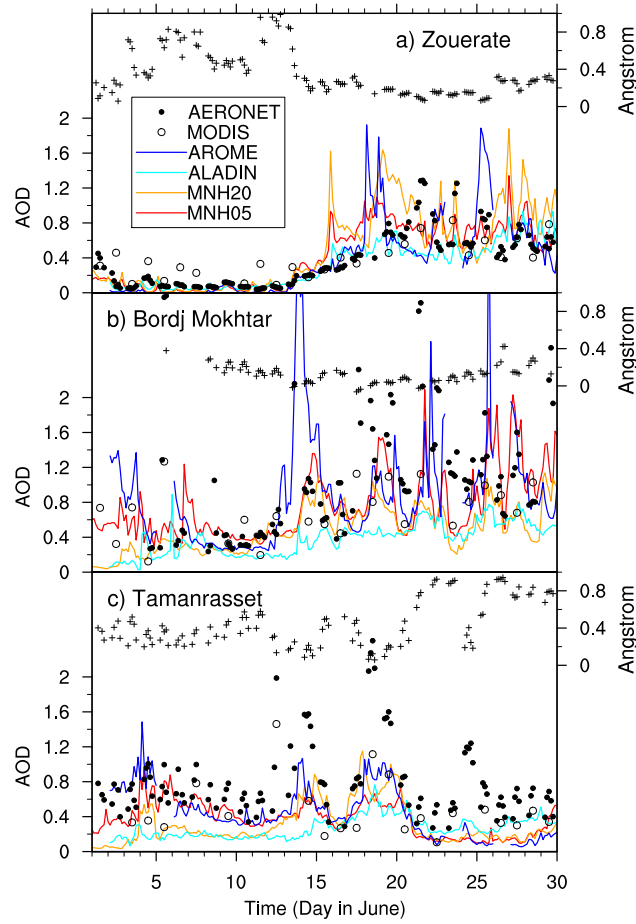 a) Zouerate
0.8
0.4
0
Angstrom
AERONET
MODIS
AROME
ALADIN
MNH20
MNH05
2
1.6
1.2
0.8
0.4
0
AOD
b) Bordj Mokhtar
0.8
0.4
0
Angstrom
2
1.6
1.2
0.8
0.4
0
AOD
c) Tamanrasset
0.8
0.4
0
Angstrom
2
1.6
1.2
0.8
0.4
0
AOD
5 10 15 20 25 30
Time (Day in June)